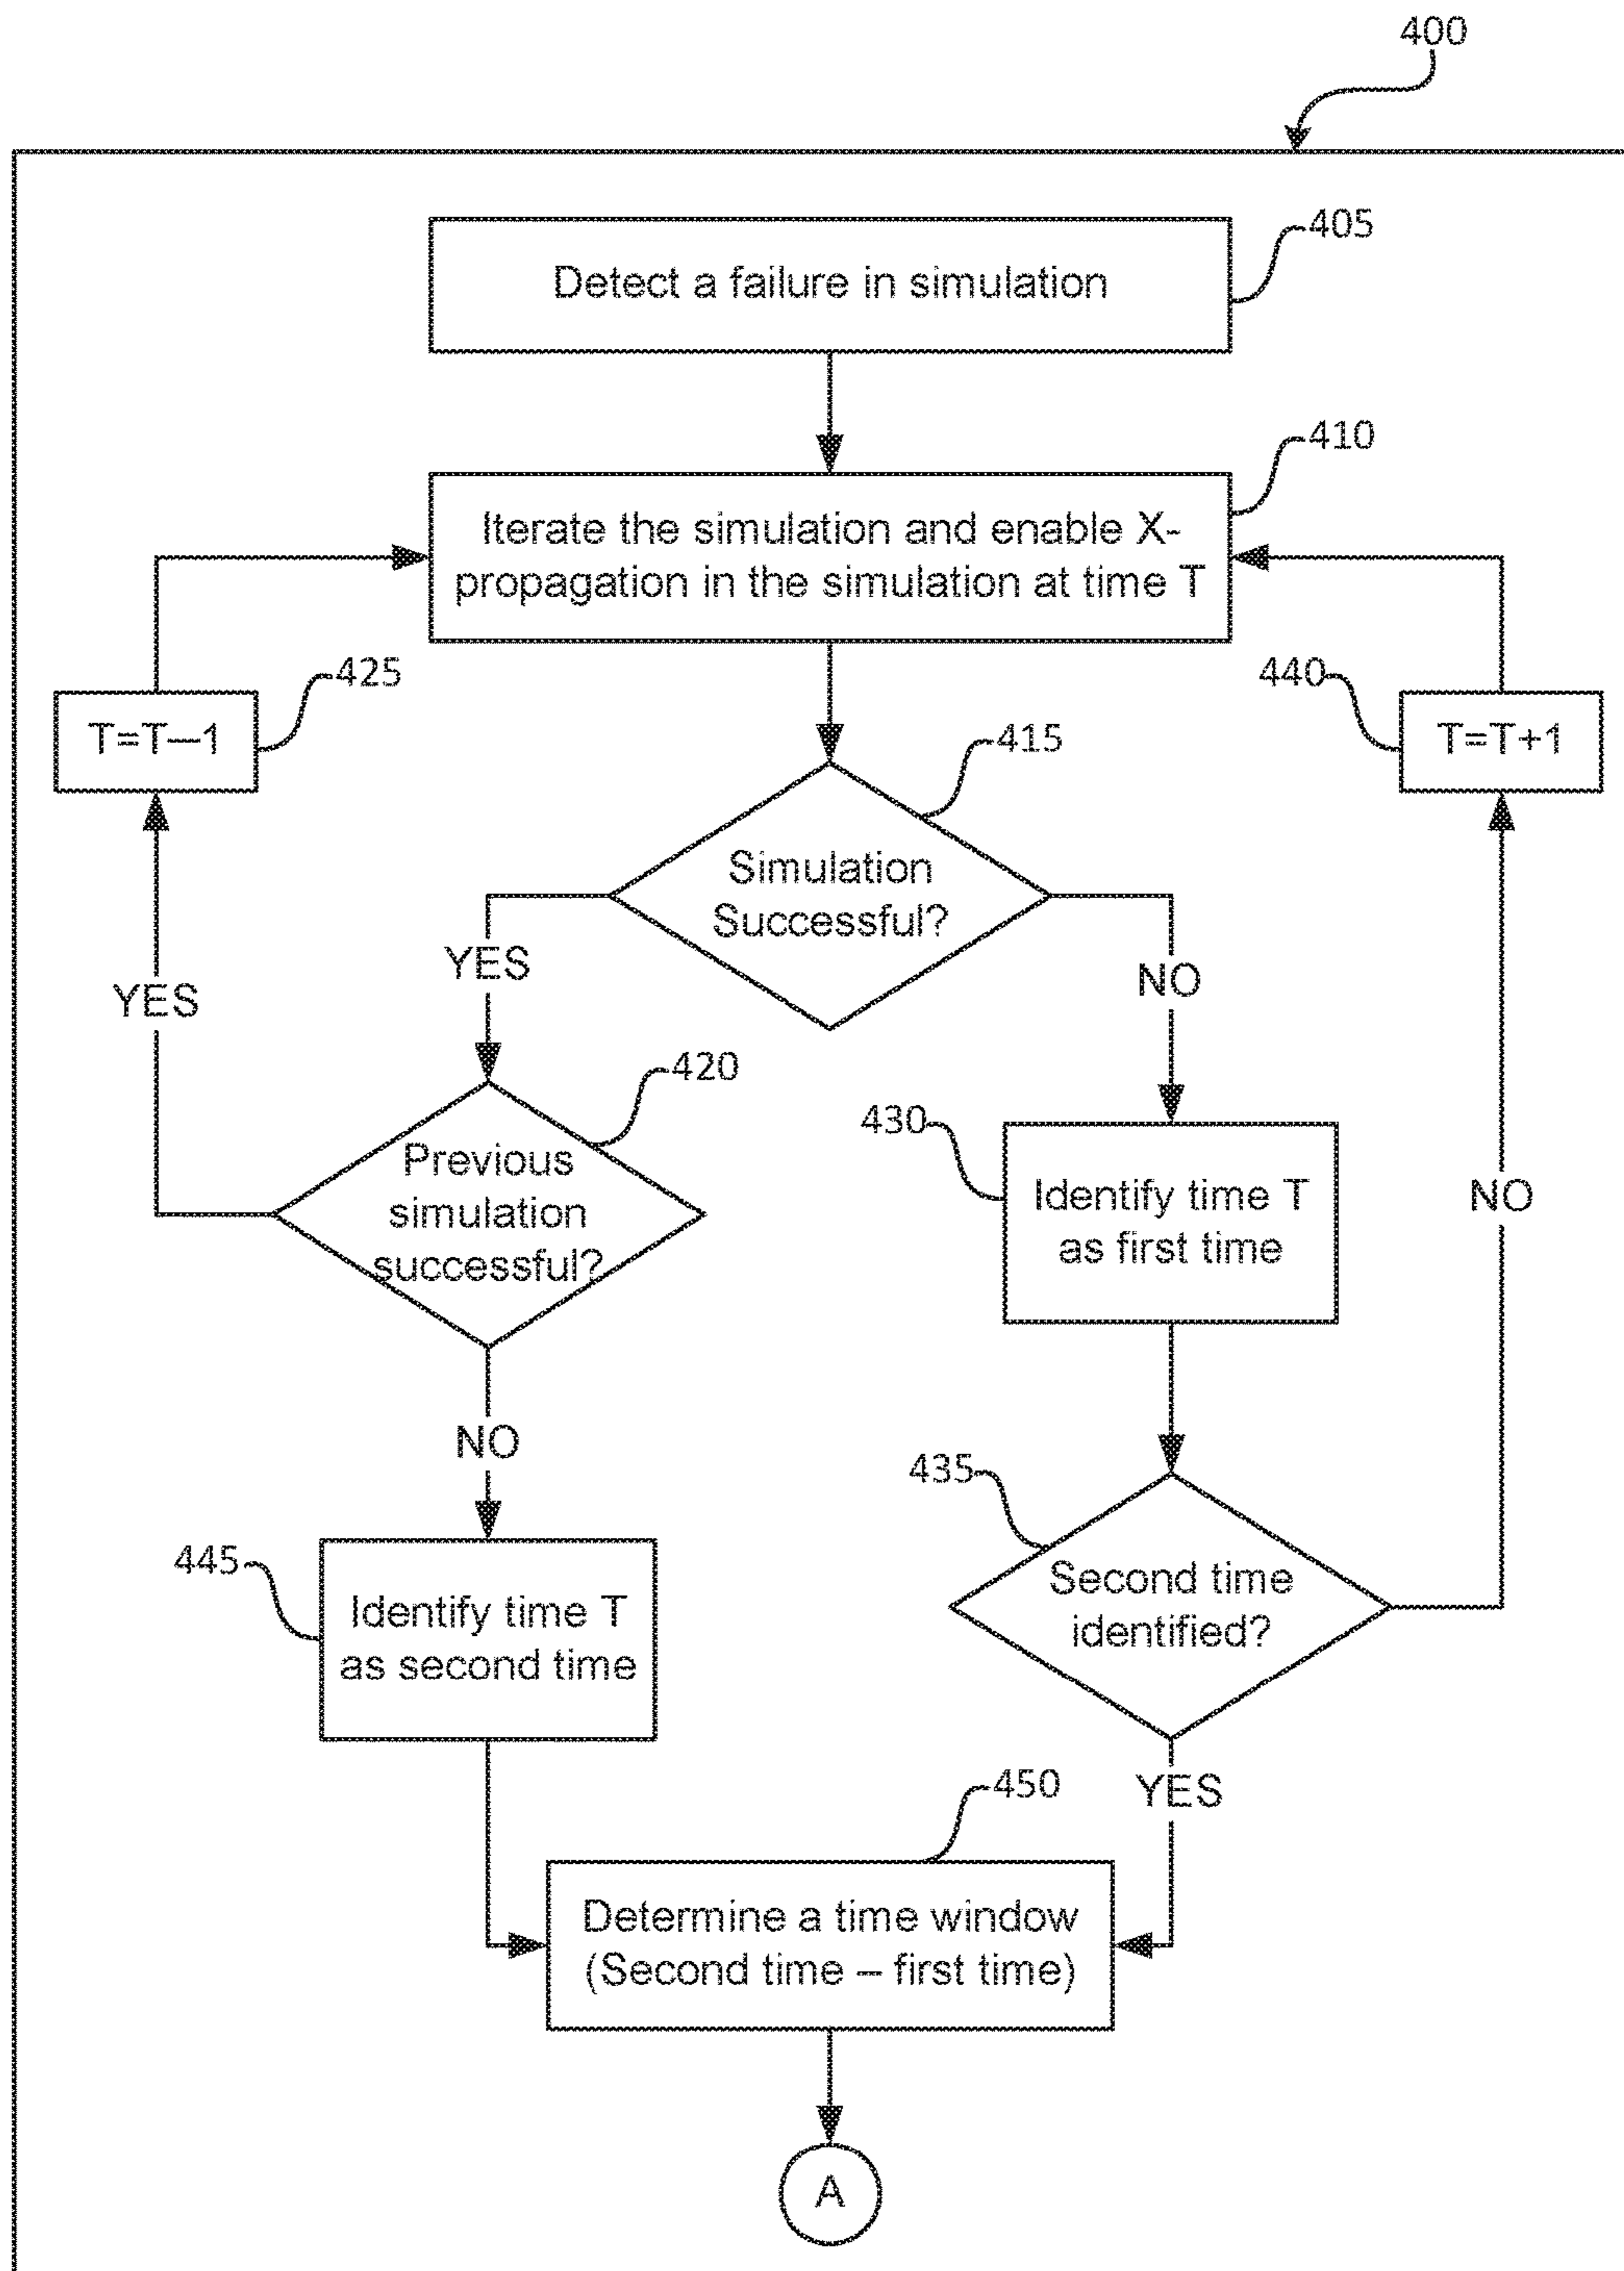 400
405
Detect a failure in simulation
410
Iterate the simulation and enable X-
propagation in the simulation at time T
425
T=T—1
440
T=T+1
415
Simulation
Successful?
YES
NO
YES
420
Previous
simulation
successful?
430
Identify time T
as first time
NO
NO
435
Second time
identified?
445
Identify time T
as second time
YES
450
Determine a time window
(Second time – first time)
A